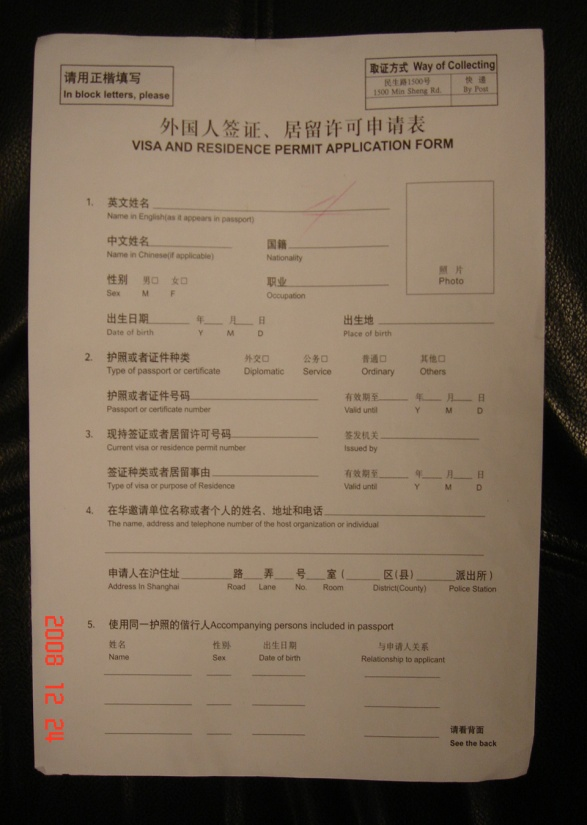 请用正楷填写
In block letters, please
取证方式 Way of Collecting
民生路1500号 快 递
1500 Min Sheng Rd. By Post
外国人签证、居留许可申请表
VISA AND RESIDENCE PERMIT APPLICATION FORM
1. 英文姓名
Name in English(as it appears in passport)
中文姓名 国籍
Name in Chinese(if applicable) Nationality
照 片
Photo
性别 男□ 女□ 职业
Sex M F Occupation
出生日期 年 月 日 出生地
Date of birth Y M D Place of birth
2. 护照或者证件种类 外交□ 公务□ 普通□ 其他□
Type of passport or certificate Diplomatic Service Ordinary Others
护照或者证件号码 有效期至 年 月 日
Passport or certificate number Valid until Y M D
3. 现持签证或者居留许可号码 签发机关
Current visa or residence permit number Issued by
签证种类或者居留事由 有效期至 年 月 日
Type of visa or purpose of Residence Valid until Y M D
4. 在华邀请单位名称或者个人的姓名、地址和电话
The name, address and telephone number of the host organization or individual
申请人在沪住址 路 弄 号 室 ( 区(县) 派出所)
Address In Shanghai Road Lane No. Room District(County) Police Station
5. 使用同一护照的偕行人Accompanying persons included in passport
姓名 性别 出生日期 与申请人关系
Name Sex Date of birth Relationship to applicant
请看背面
See the back
2008 12 24